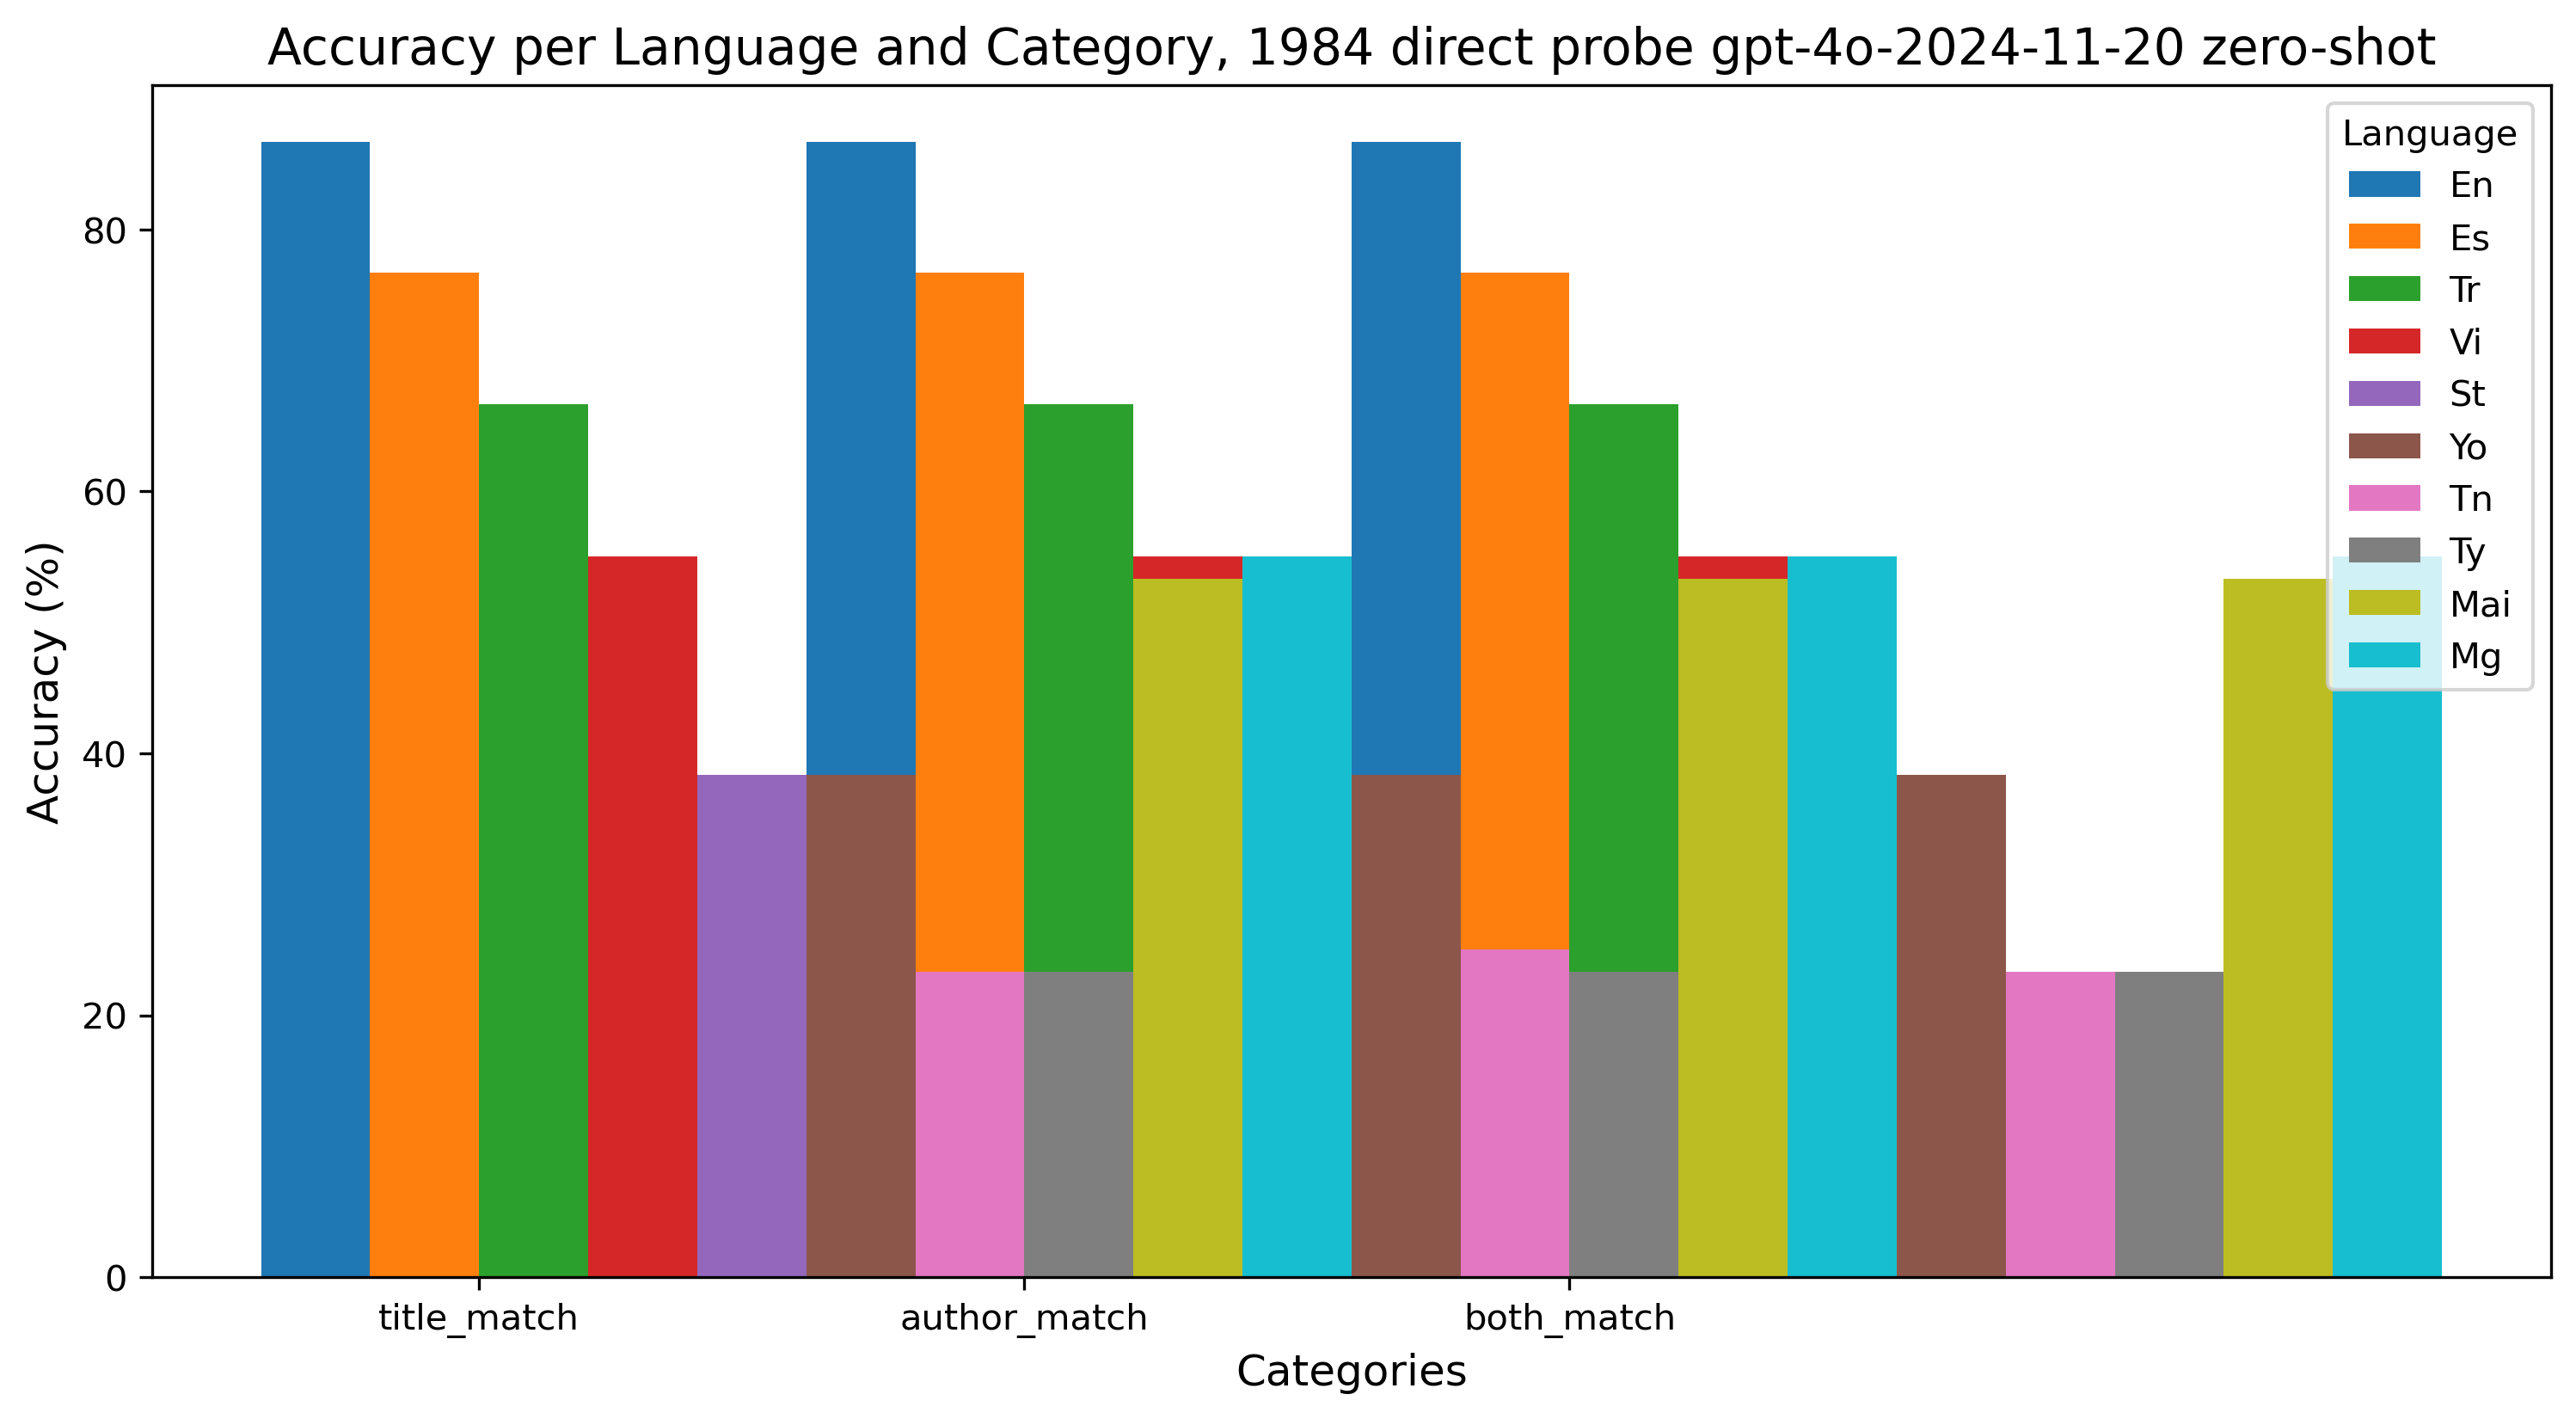 Accuracy per Language and Category, 1984 direct probe gpt-4o-2024-11-20 zero-shot
Accuracy (%)
80
60
40
20
0
title_match
author_match
both_match
Categories
Language
En
Es
Tr
Vi
St
Yo
Tn
Ty
Mai
Mg